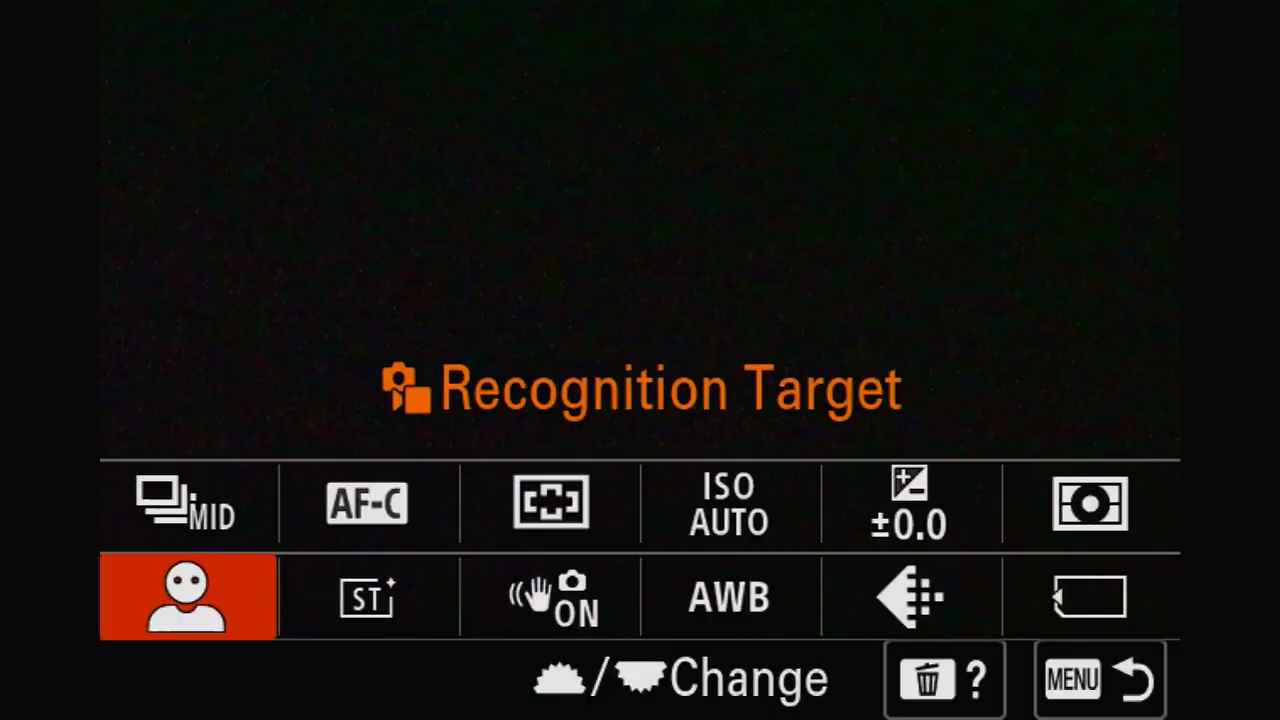 Recognition Target
MID
AF-C
ISO
AUTO
±0.0
ST
ON
AWB
/
Change
?
MENU